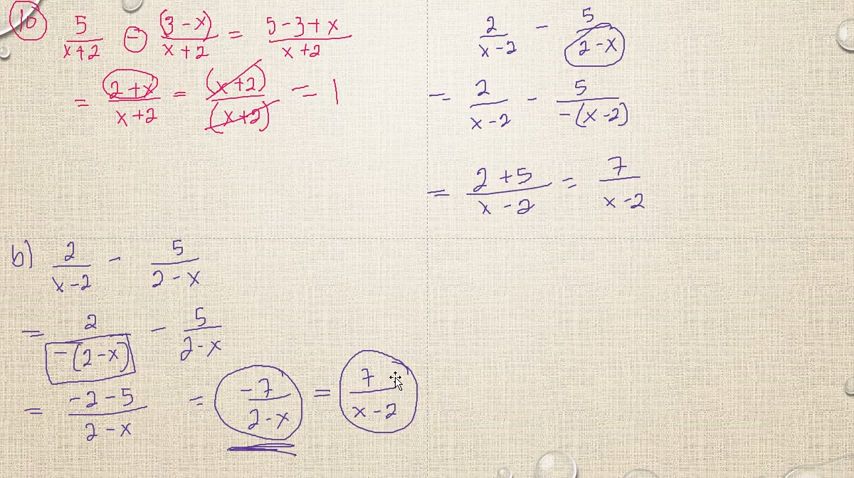 10 5/(x+2) - (3-x)/(x+2) = (5-3+x)/(x+2)
= (2+x)/(x+2) = (x+2)/(x+2) = 1
2/(x-2) - 5/(2-x)
= 2/(x-2) - 5/(-(x-2))
= (2+5)/(x-2) = 7/(x-2)
b) 2/(x-2) - 5/(2-x)
= 2/(-(2-x)) - 5/(2-x)
= (-2-5)/(2-x) = -7/(2-x) = 7/(x-2)